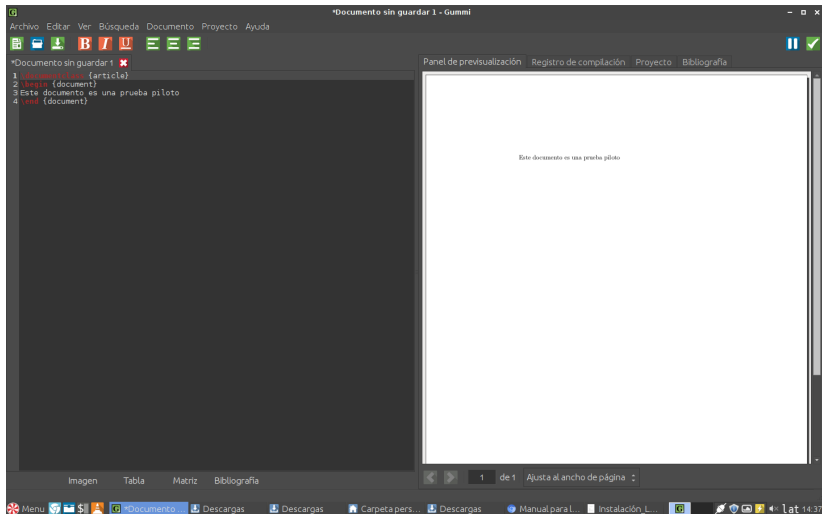 *Documento sin guardar 1 - Gummi
Archivo Editar Ver Búsqueda Documento Proyecto Ayuda
B I U
*Documento sin guardar 1
Panel de previsualización Registro de compilación Proyecto Bibliografía
1 \documentclass {article}
2 \begin {document}
3 Este documento es una prueba piloto
4 \end {document}
Este documento es una prueba piloto
Imagen Tabla Matriz Bibliografía
1 de 1 Ajusta al ancho de página
Menu *Documento ... Descargas Descargas Carpeta pers... Descargas Manual para l... Instalación_L... lat 14:37